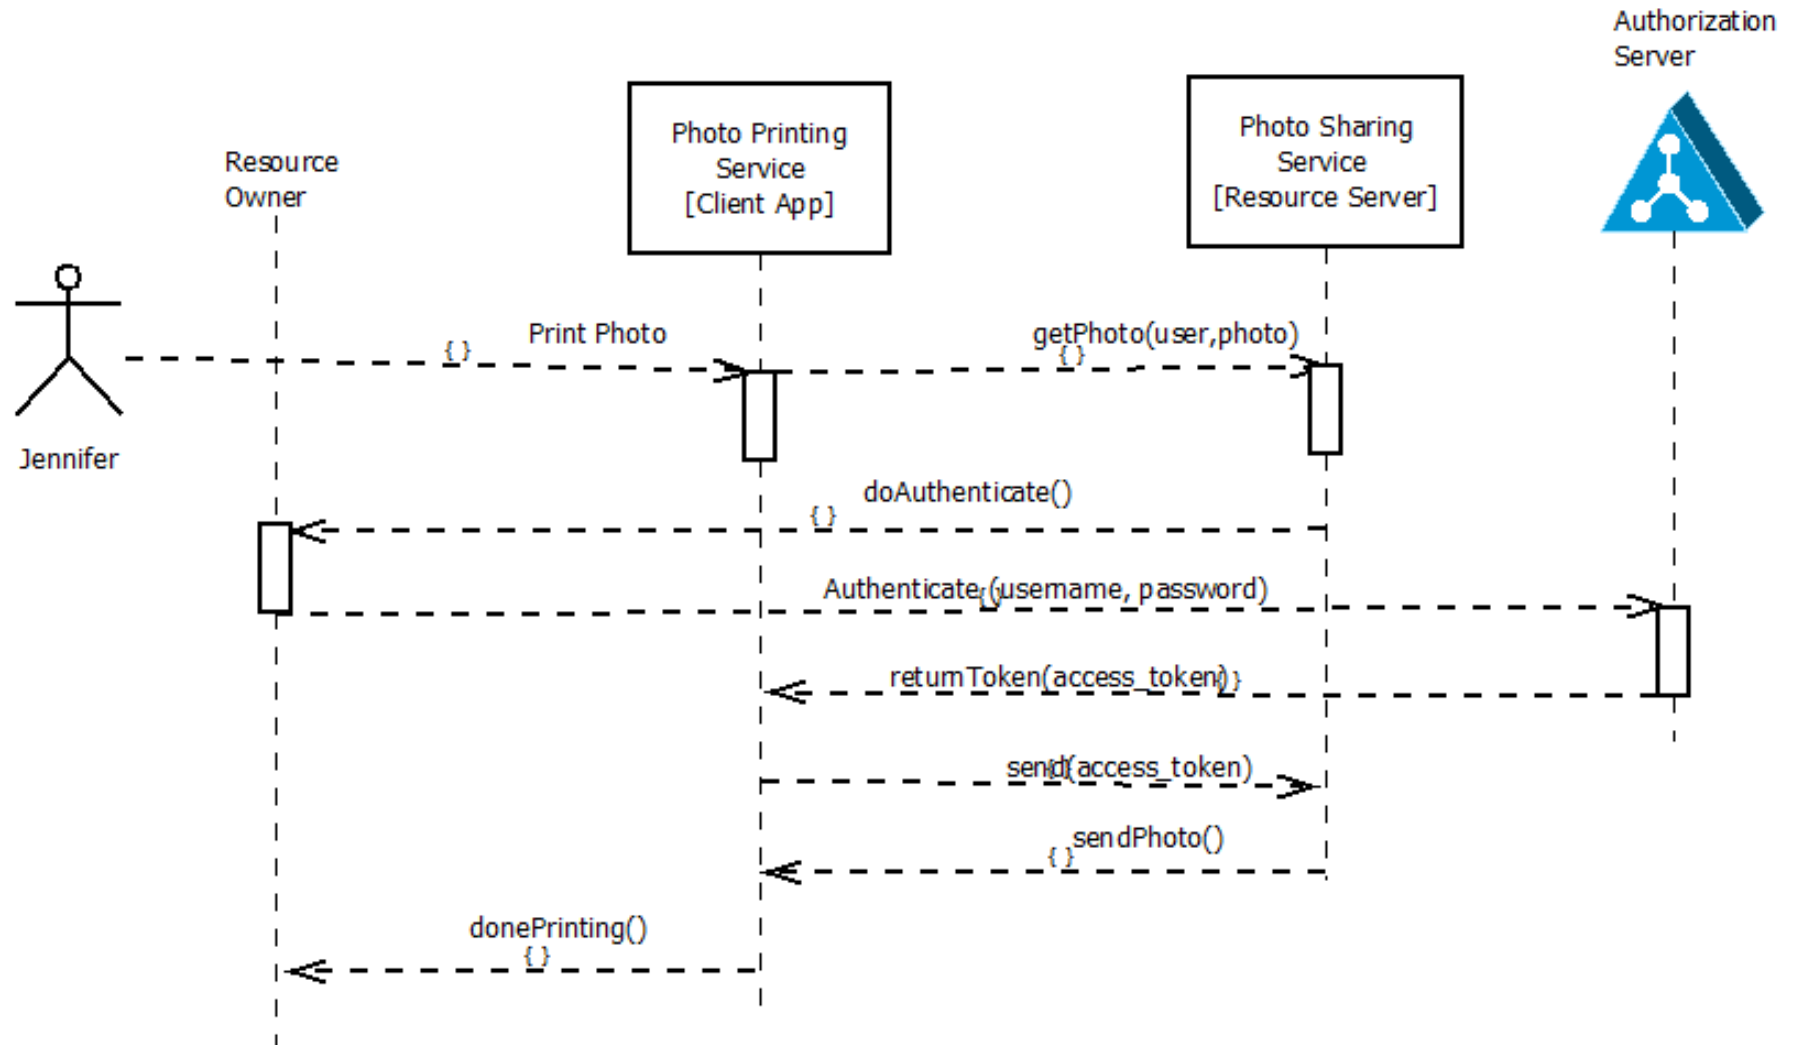 Authorization
Server
Photo Printing
Service
[Client App]
Photo Sharing
Service
[Resource Server]
Resource
Owner
Jennifer
Print Photo
{ }
getPhoto(user,photo)
{ }
doAuthenticate()
{ }
Authenticate (username, password)
{ }
returnToken(access_token)
{ }
send(access_token)
{ }
sendPhoto()
{ }
donePrinting()
{ }